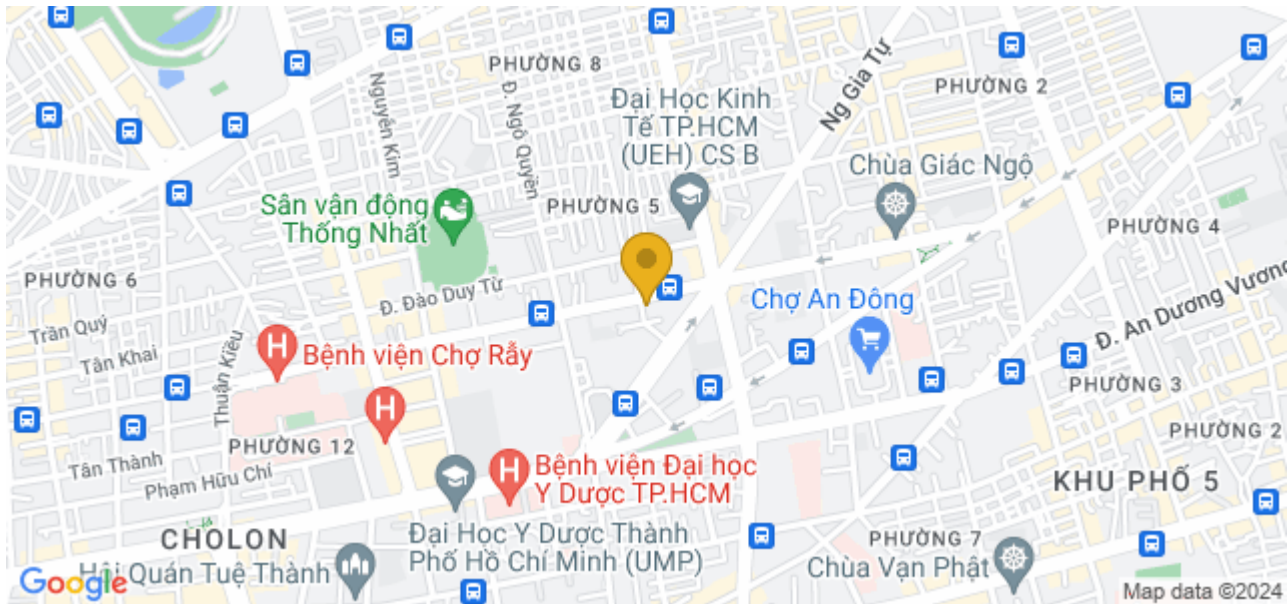 PHƯỜNG 8
Nguyễn Kim
Đ. Ngô Quyền
Đại Học Kinh
Tế TP.HCM
(UEH) CS B
Ng Gia Tự
PHƯỜNG 2
Chùa Giác Ngộ
Sân vận động
Thống Nhất
PHƯỜNG 5
PHƯỜNG 4
PHƯỜNG 6
Đ. Đào Duy Từ
Chợ An Đông
Đ. An Dương Vương
Trần Quý
Tân Khai
Thuận Kiều
Bệnh viện Chợ Rẫy
PHƯỜNG 3
PHƯỜNG 12
PHƯỜNG 2
Tân Thành
Phạm Hữu Chí
Bệnh viện Đại học
Y Dược TP.HCM
KHU PHỐ 5
CHOLON
Đại Học Y Dược Thành
Phố Hồ Chí Minh (UMP)
PHƯỜNG 7
Chùa Vạn Phật
Hội Quán Tuệ Thành
Google
Map data ©2024